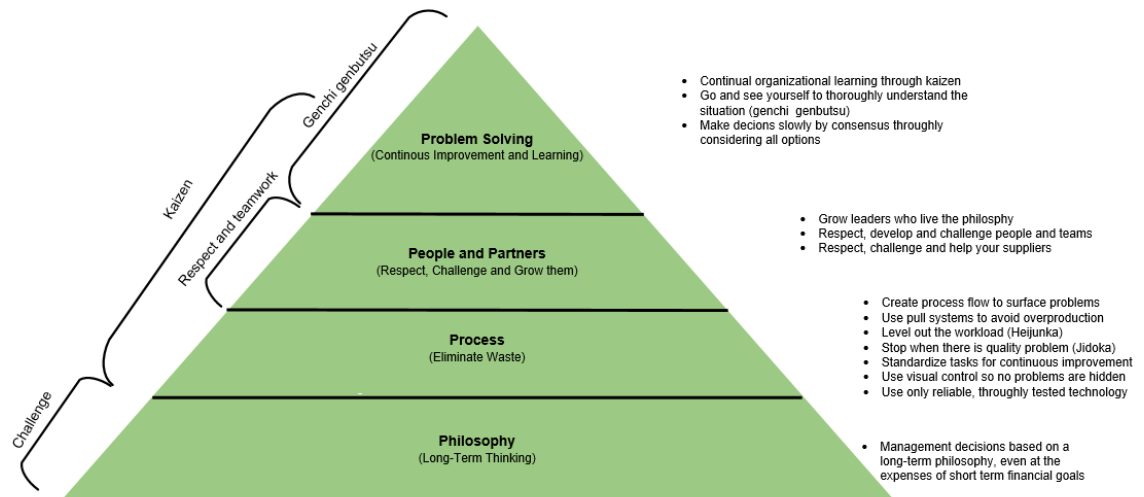 Genchi genbutsu
Kaizen
Respect and teamwork
Challenge
Problem Solving
(Continous Improvement and Learning)
• Continual organizational learning through kaizen
• Go and see yourself to thoroughly understand the
situation (genchi genbutsu)
• Make decions slowly by consensus throughly
considering all options
People and Partners
(Respect, Challenge and Grow them)
• Grow leaders who live the philosphy
• Respect, develop and challenge people and teams
• Respect, challenge and help your suppliers
Process
(Eliminate Waste)
• Create process flow to surface problems
• Use pull systems to avoid overproduction
• Level out the workload (Heijunka)
• Stop when there is quality problem (Jidoka)
• Standardize tasks for continuous improvement
• Use visual control so no problems are hidden
• Use only reliable, throughly tested technology
Philosophy
(Long-Term Thinking)
• Management decisions based on a
long-term philosophy, even at the
expenses of short term financial goals